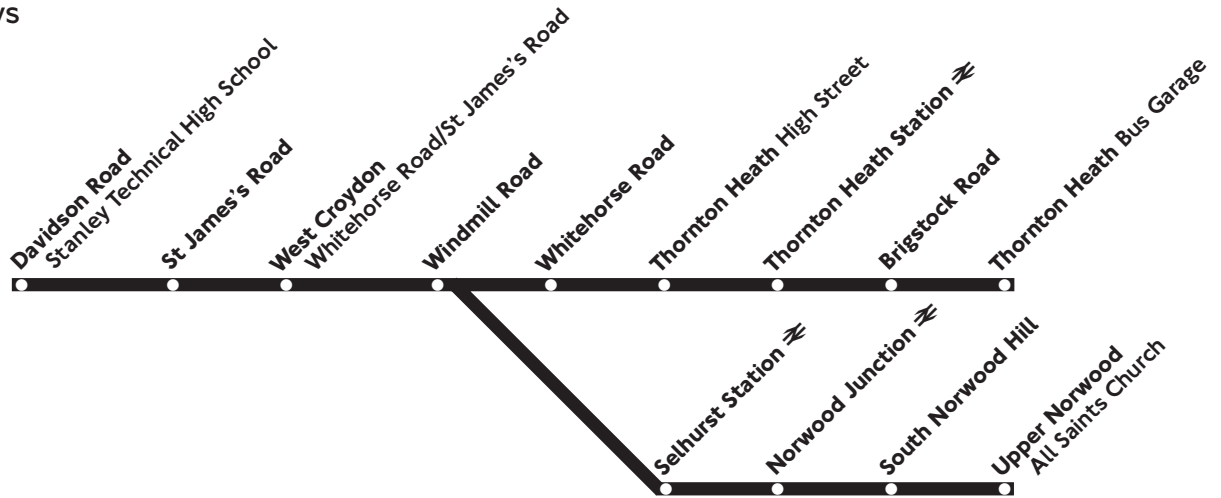 Davidson Road
Stanley Technical High School
St James's Road
West Croydon
Whitehorse Road/St James's Road
Windmill Road
Whitehorse Road
Thornton Heath High Street
Thornton Heath Station
Brigstock Road
Thornton Heath Bus Garage
Selhurst Station
Norwood Junction
South Norwood Hill
Upper Norwood
All Saints Church